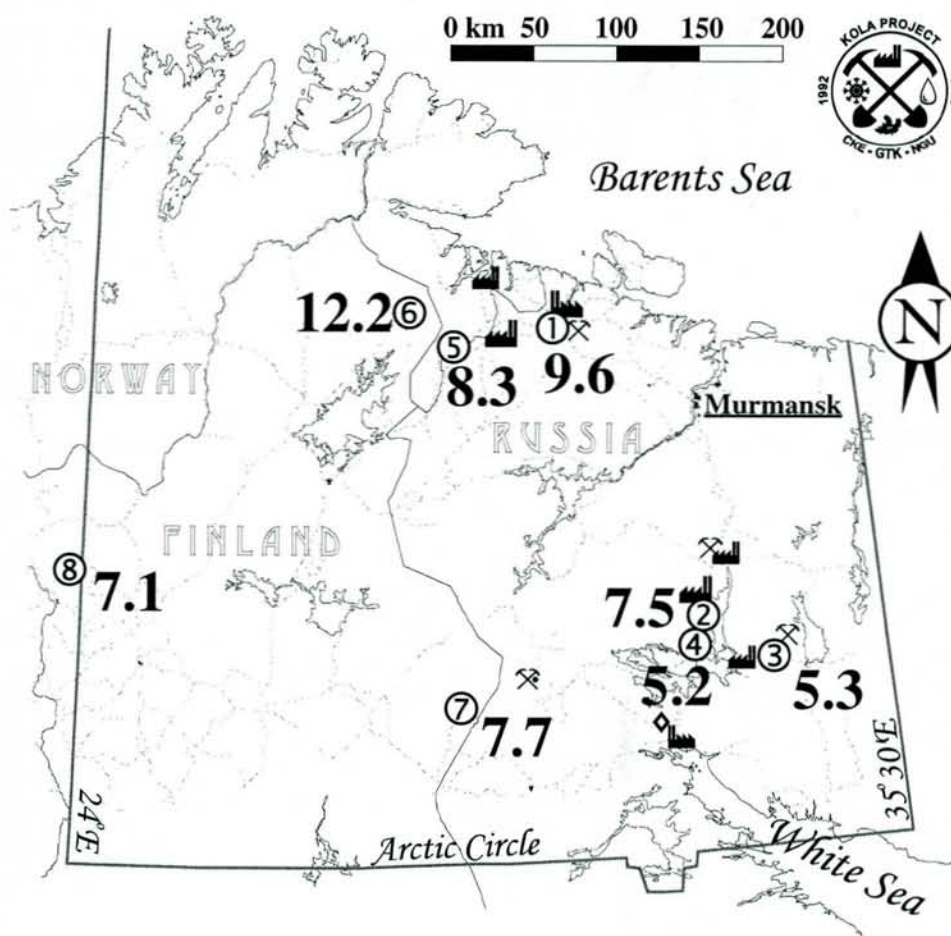 0 km 50 100 150 200
KOLA PROJECT
1992
CKE - GTK - NGU
Barents Sea
N
12.2 ⑥
⑤
8.3
①
9.6
NORWAY
RUSSIA
Murmansk
FINLAND
⑧
7.1
7.5 ②
④
5.2
③
5.3
⑦
7.7
24°E
35°30'E
Arctic Circle
White Sea